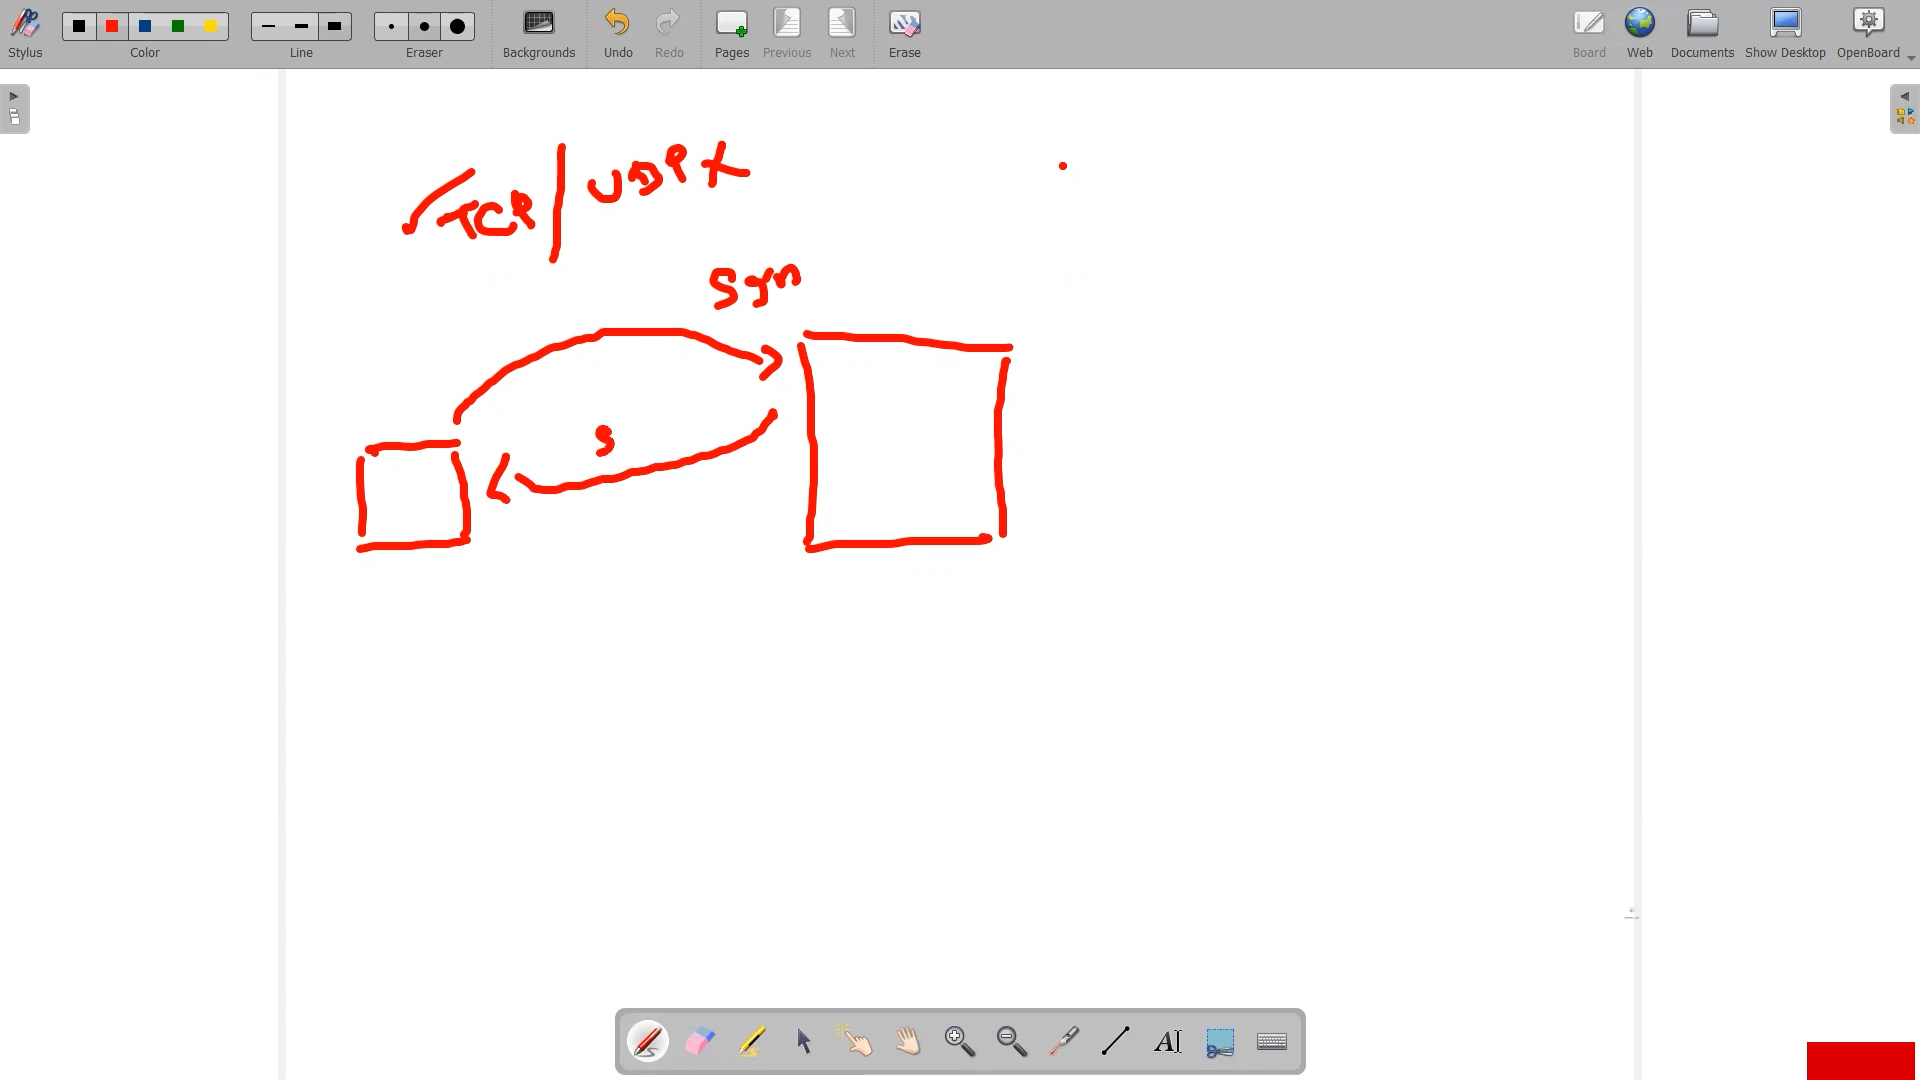 Stylus Color Line Eraser Backgrounds Undo Redo Pages Previous Next Erase Board Web Documents Show Desktop OpenBoard
TCP | UDP X
Syn
S